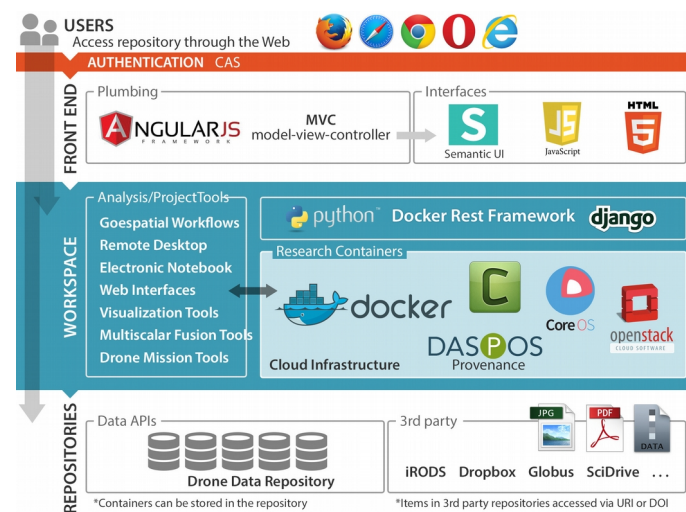 USERS
Access repository through the Web
AUTHENTICATION CAS
FRONT END
Plumbing
ANGULARJS
FRAMEWORK
MVC
model-view-controller
Interfaces
S
Semantic UI
JS
JavaScript
HTML
5
WORKSPACE
Analysis/ProjectTools
Goespatial Workflows
Remote Desktop
Electronic Notebook
Web Interfaces
Visualization Tools
Multiscalar Fusion Tools
Drone Mission Tools
python™ Docker Rest Framework django
Research Containers
docker
Cloud Infrastructure
C
DASPOS
Provenance
CoreOS
openstack
CLOUD SOFTWARE
REPOSITORIES
Data APIs
Drone Data Repository
*Containers can be stored in the repository
3rd party
JPG
PDF
DATA
iRODS Dropbox Globus SciDrive ...
*Items in 3rd party repositories accessed via URI or DOI